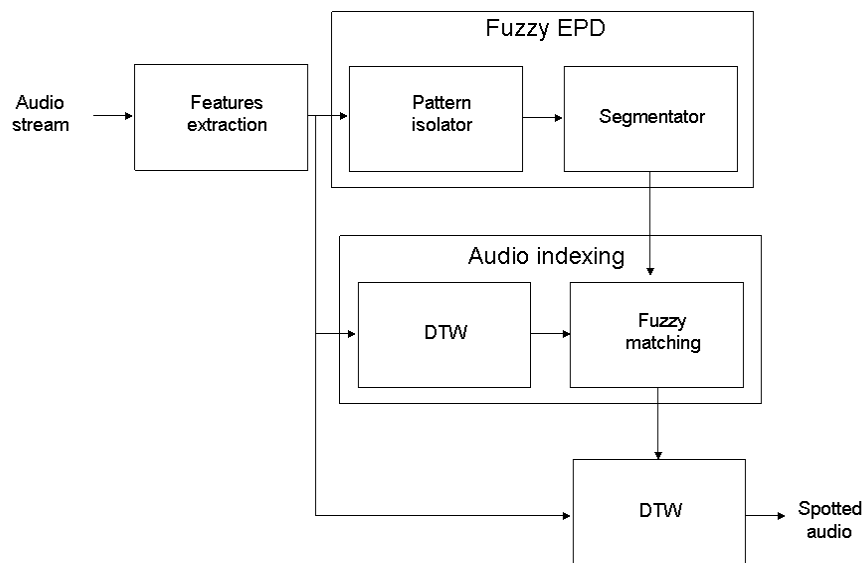 Fuzzy EPD
Audio
stream
Features
extraction
Pattern
isolator
Segmentator
Audio indexing
DTW
Fuzzy
matching
DTW
Spotted
audio